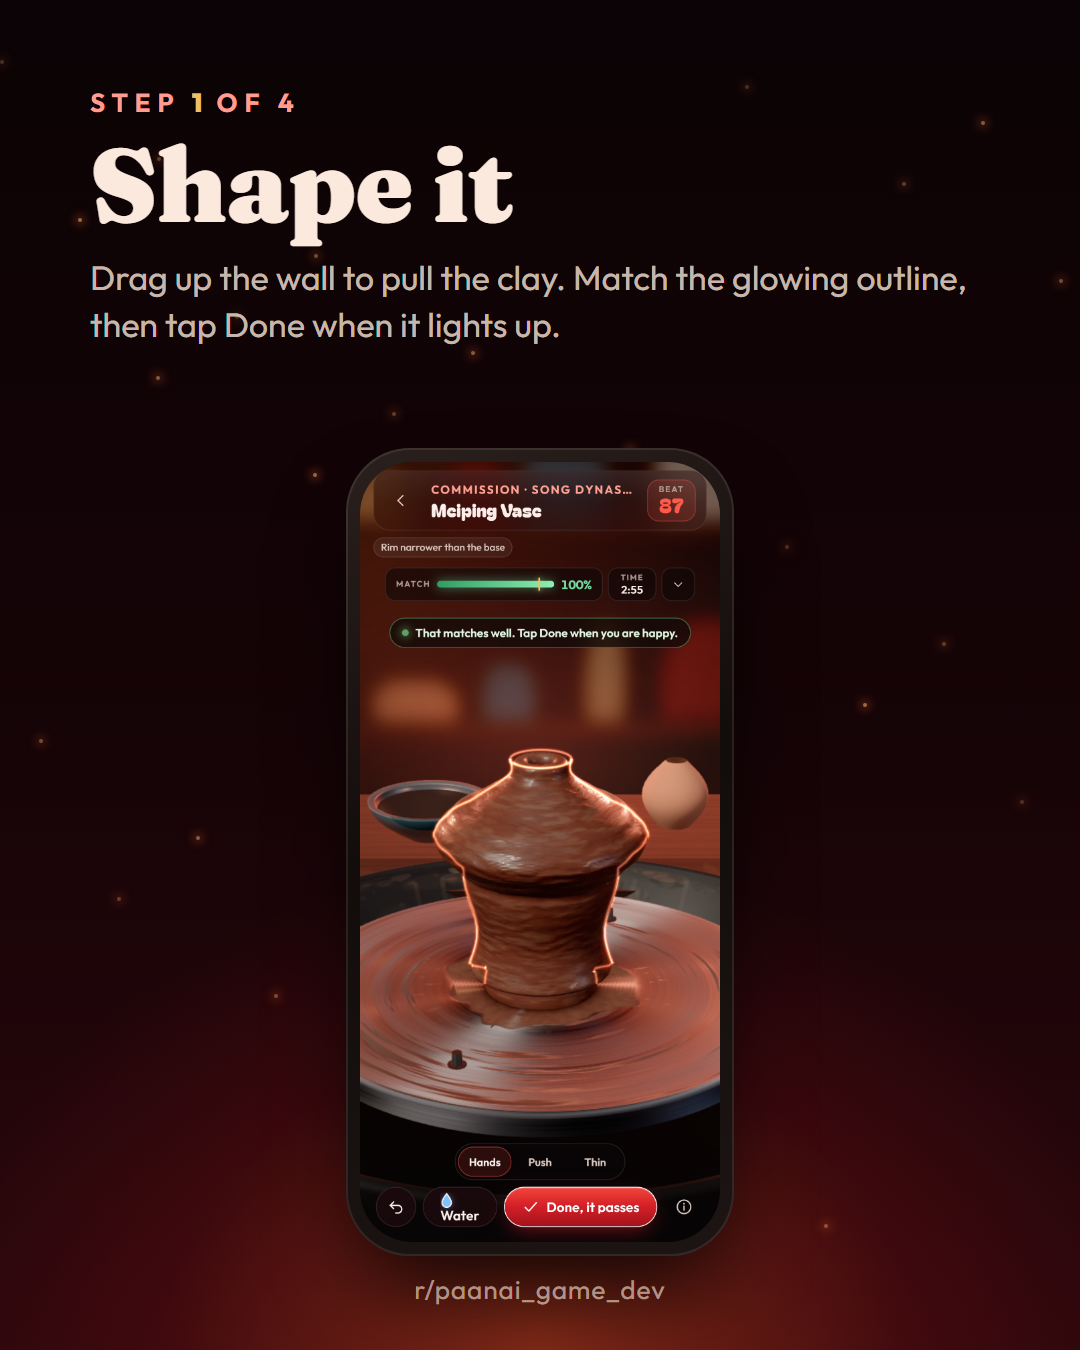 STEP 1 OF 4
Shape it
Drag up the wall to pull the clay. Match the glowing outline,
then tap Done when it lights up.
COMMISSION · SONG DYNAS...
Meiping Vase
BEAT
87
Rim narrower than the base
MATCH
100%
TIME
2:55
That matches well. Tap Done when you are happy.
Hands
Push
Thin
Water
Done, it passes
r/paanai_game_dev